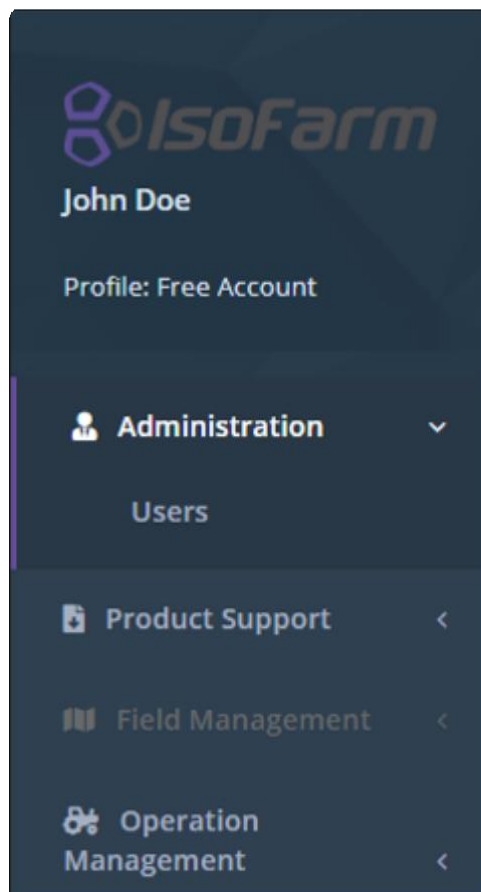 IsoFarm
John Doe
Profile: Free Account
Administration
Users
Product Support
Field Management
Operation
Management